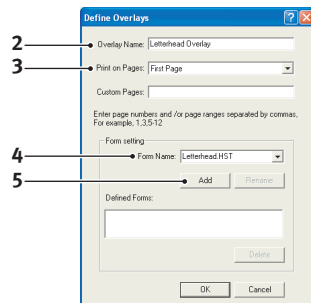 Define Overlays
2
Overlay Name: Letterhead Overlay
3
Print on Pages: First Page
Custom Pages:
Enter page numbers and /or page ranges separated by commas,
For example, 1,3,5-12
Form setting
4
Form Name: Letterhead.HST
5
Add Rename
Defined Forms:
Delete
OK Cancel